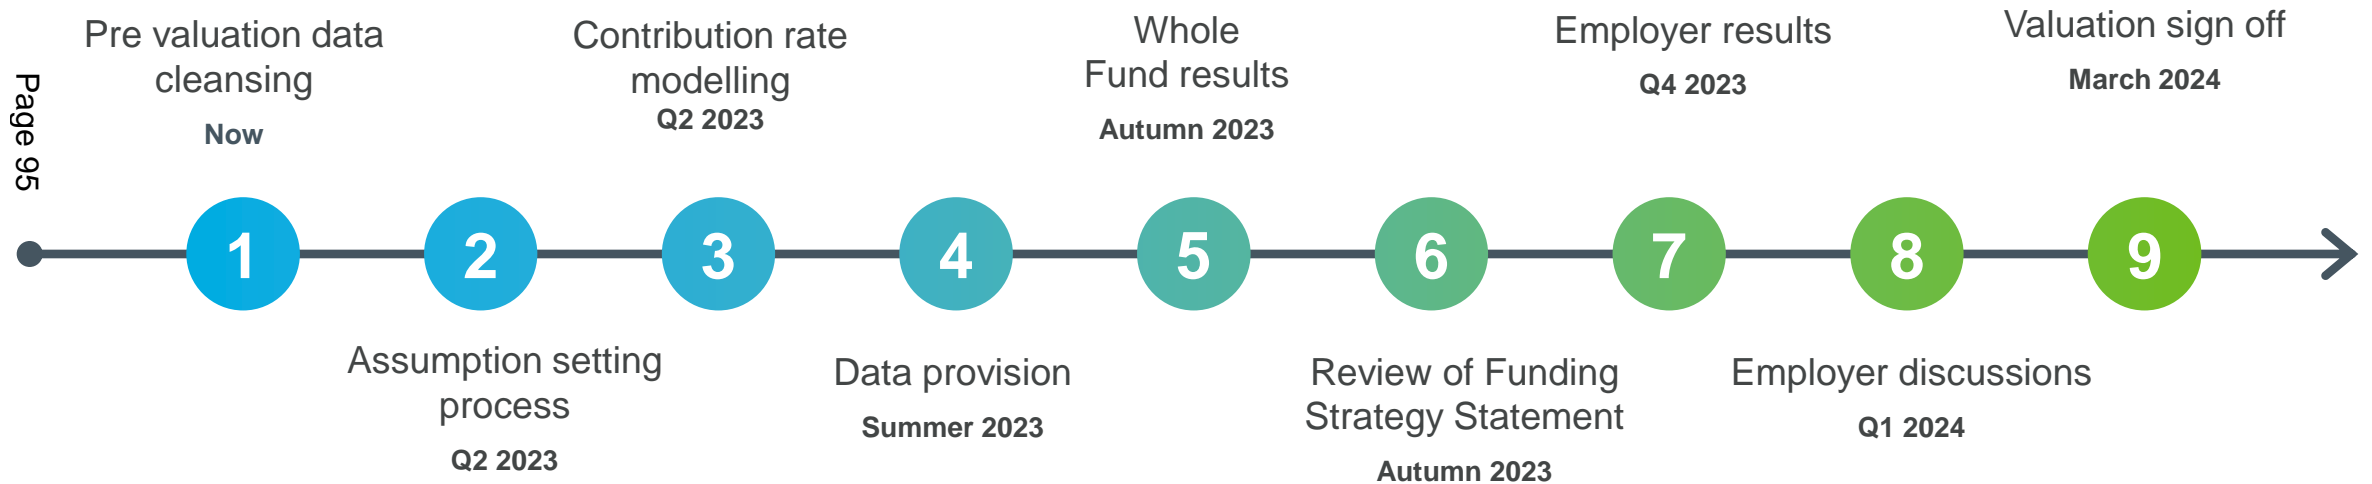 Page 95
Pre valuation data
cleansing
Now
Contribution rate
modelling
Q2 2023
Whole
Fund results
Autumn 2023
Employer results
Q4 2023
Valuation sign off
March 2024
1
2
3
4
5
6
7
8
9
Assumption setting
process
Q2 2023
Data provision
Summer 2023
Review of Funding
Strategy Statement
Autumn 2023
Employer discussions
Q1 2024